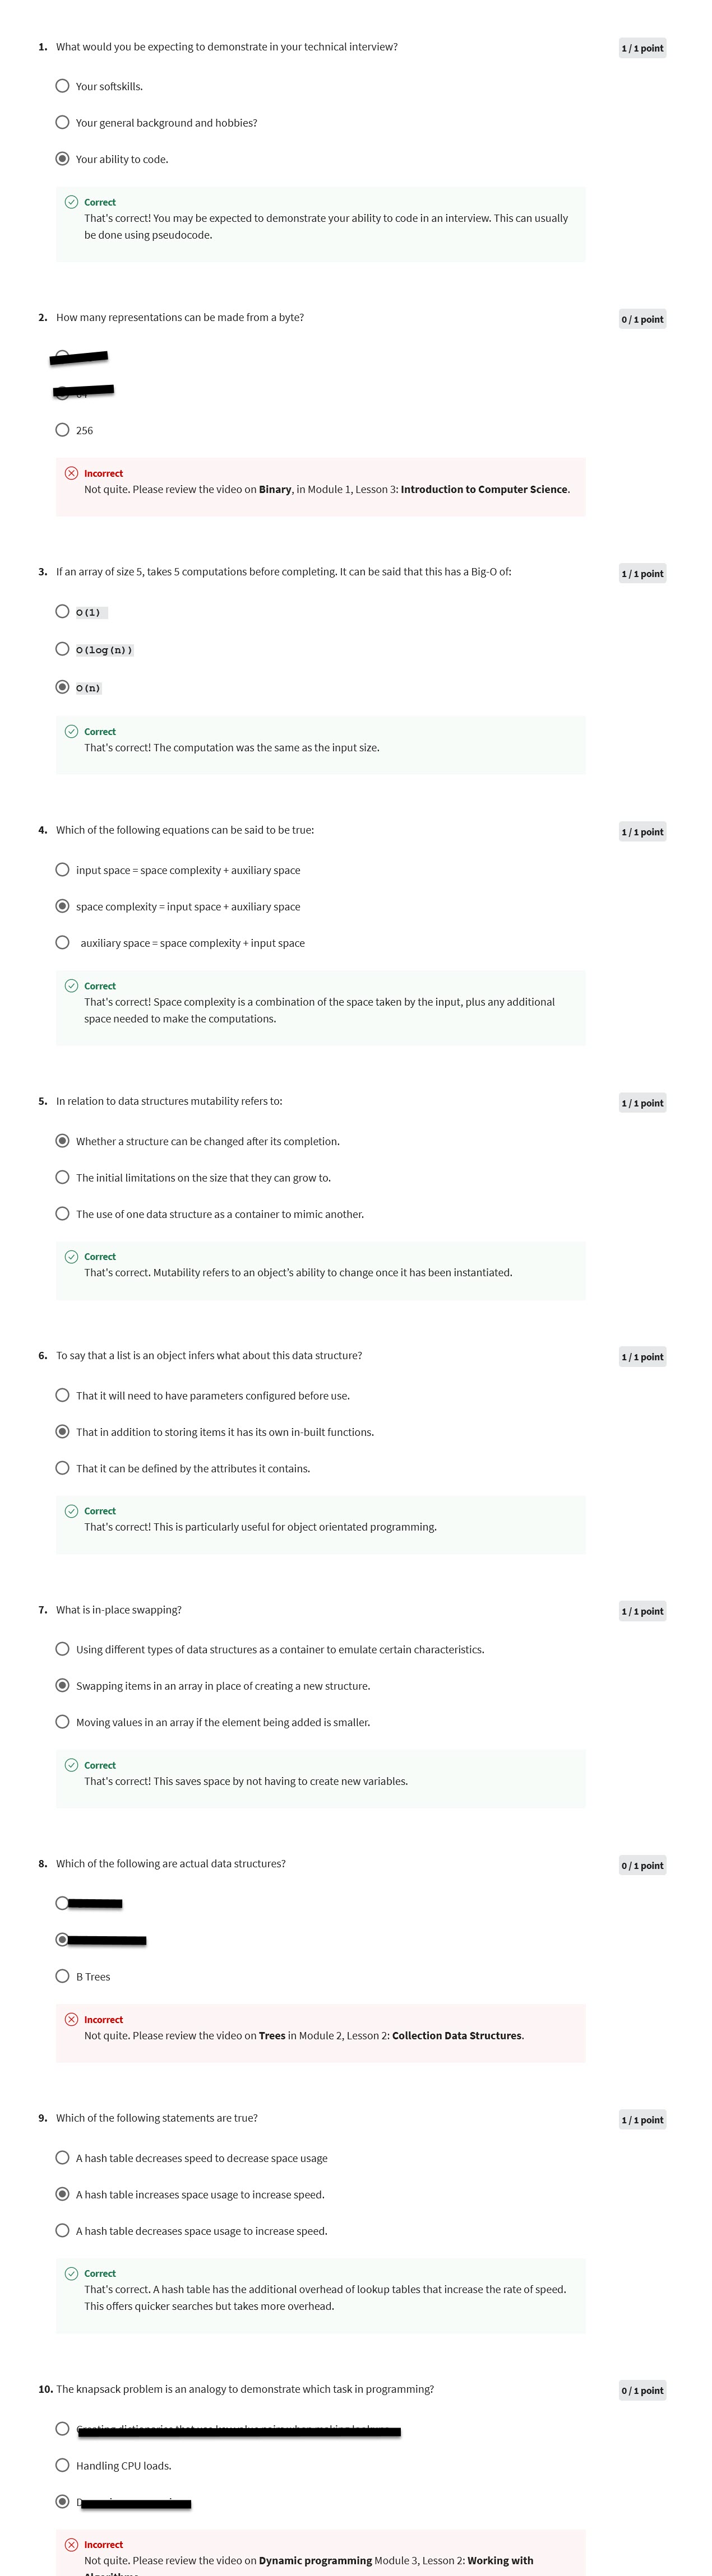 1. What would you be expecting to demonstrate in your technical interview?
1 / 1 point
Your softskills.
Your general background and hobbies?
Your ability to code.
Correct
That's correct! You may be expected to demonstrate your ability to code in an interview. This can usually
be done using pseudocode.
2. How many representations can be made from a byte?
0 / 1 point
256
Incorrect
Not quite. Please review the video on Binary, in Module 1, Lesson 3: Introduction to Computer Science.
3. If an array of size 5, takes 5 computations before completing. It can be said that this has a Big-O of:
1 / 1 point
O(1)
O(log(n))
O(n)
Correct
That's correct! The computation was the same as the input size.
4. Which of the following equations can be said to be true:
1 / 1 point
input space = space complexity + auxiliary space
space complexity = input space + auxiliary space
auxiliary space = space complexity + input space
Correct
That's correct! Space complexity is a combination of the space taken by the input, plus any additional
space needed to make the computations.
5. In relation to data structures mutability refers to:
1 / 1 point
Whether a structure can be changed after its completion.
The initial limitations on the size that they can grow to.
The use of one data structure as a container to mimic another.
Correct
That's correct. Mutability refers to an object's ability to change once it has been instantiated.
6. To say that a list is an object infers what about this data structure?
1 / 1 point
That it will need to have parameters configured before use.
That in addition to storing items it has its own in-built functions.
That it can be defined by the attributes it contains.
Correct
That's correct! This is particularly useful for object orientated programming.
7. What is in-place swapping?
1 / 1 point
Using different types of data structures as a container to emulate certain characteristics.
Swapping items in an array in place of creating a new structure.
Moving values in an array if the element being added is smaller.
Correct
That's correct! This saves space by not having to create new variables.
8. Which of the following are actual data structures?
0 / 1 point
B Trees
Incorrect
Not quite. Please review the video on Trees in Module 2, Lesson 2: Collection Data Structures.
9. Which of the following statements are true?
1 / 1 point
A hash table decreases speed to decrease space usage
A hash table increases space usage to increase speed.
A hash table decreases space usage to increase speed.
Correct
That's correct. A hash table has the additional overhead of lookup tables that increase the rate of speed.
This offers quicker searches but takes more overhead.
10. The knapsack problem is an analogy to demonstrate which task in programming?
0 / 1 point
Handling CPU loads.
Incorrect
Not quite. Please review the video on Dynamic programming Module 3, Lesson 2: Working with